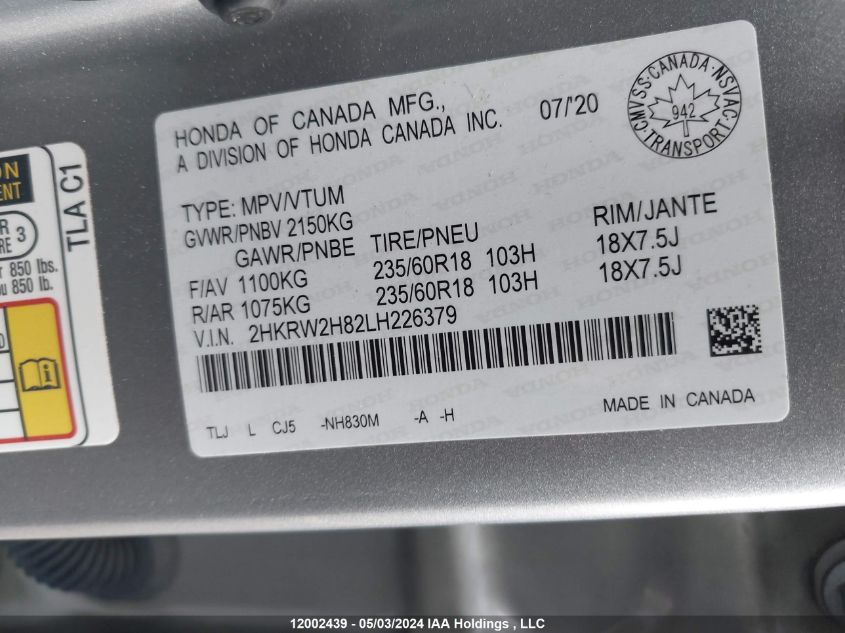 HONDA OF CANADA MFG.,
A DIVISION OF HONDA CANADA INC.
07/'20
CMVSS·CANADA·NSVAC·TRANSPORT·
942
TYPE: MPV/VTUM
GVWR/PNBV 2150KG
GAWR/PNBE TIRE/PNEU RIM/JANTE
F/AV 1100KG 235/60R18 103H 18X7.5J
R/AR 1075KG 235/60R18 103H 18X7.5J
V.I.N. 2HKRW2H82LH226379
TLJ L CJ5 -NH830M -A -H
MADE IN CANADA
TLA C1
3
850 lbs.
850 lb.
12002439 - 05/03/2024 IAA Holdings , LLC